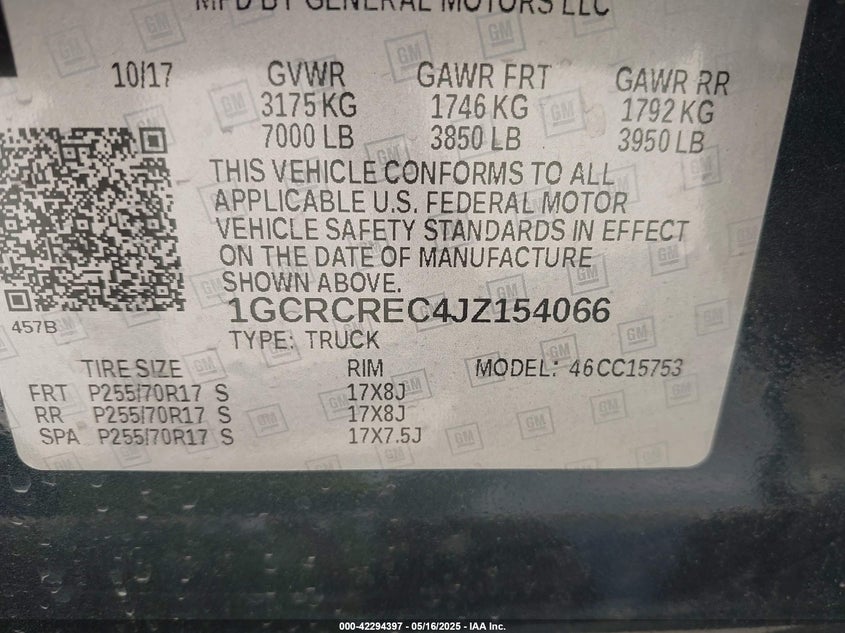 MFD BY GENERAL MOTORS LLC
10/17 GVWR GAWR FRT GAWR RR
3175 KG 1746 KG 1792 KG
7000 LB 3850 LB 3950 LB
THIS VEHICLE CONFORMS TO ALL
APPLICABLE U.S. FEDERAL MOTOR
VEHICLE SAFETY STANDARDS IN EFFECT
ON THE DATE OF MANUFACTURE
SHOWN ABOVE.
1GCRCREC4JZ154066
457B
TYPE: TRUCK
TIRE SIZE RIM MODEL: 46CC15753
FRT P255/70R17 S 17X8J
RR P255/70R17 S 17X8J
SPA P255/70R17 S 17X7.5J
000-42294397 - 05/16/2025 - IAA Inc.